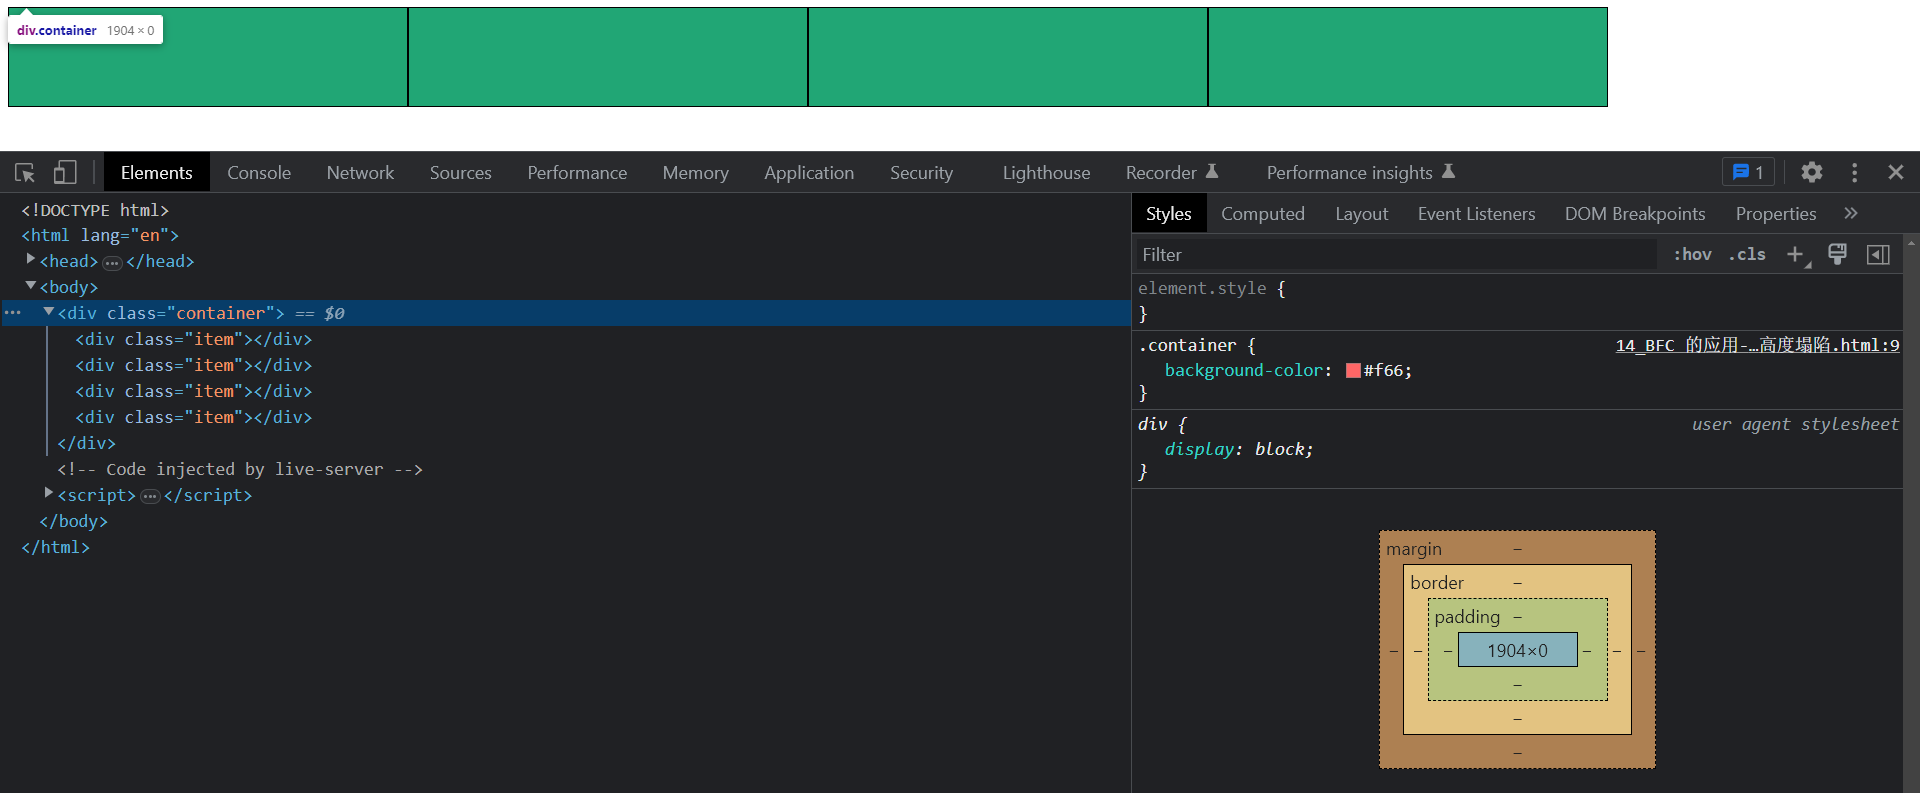 div.container 1904 × 0
Elements Console Network Sources Performance Memory Application Security Lighthouse Recorder Performance insights 1
<!DOCTYPE html>
<html lang="en">
<head> … </head>
<body>
… <div class="container"> == $0
<div class="item"></div>
<div class="item"></div>
<div class="item"></div>
<div class="item"></div>
</div>
<!-- Code injected by live-server -->
<script> … </script>
</body>
</html>
Styles Computed Layout Event Listeners DOM Breakpoints Properties »
Filter :hov .cls +
element.style {
}
.container { 14_BFC 的应用-…高度塌陷.html:9
background-color: #f66;
}
div { user agent stylesheet
display: block;
}
margin –
border –
padding –
– – – 1904×0 – – –
–
–
–